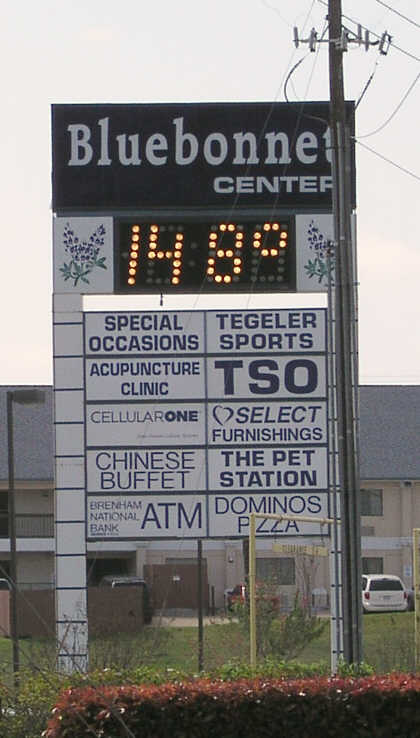 Bluebonnet
CENTER
148°
SPECIAL
OCCASIONS
TEGELER
SPORTS
ACUPUNCTURE
CLINIC
TSO
CELLULARONE
SELECT
FURNISHINGS
CHINESE
BUFFET
THE PET
STATION
BRENHAM
NATIONAL
BANK
ATM
DOMINOS
PIZZA
CLEARANCE